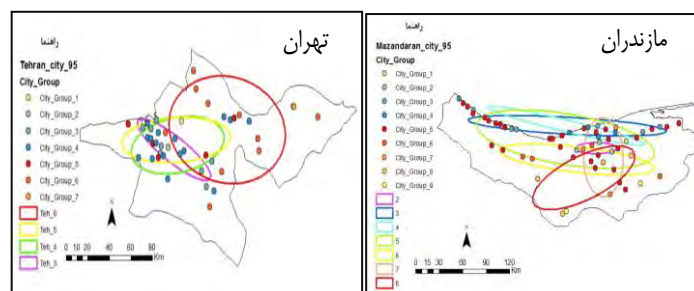 راهنما
تهران
Tehran_city_95
City_Group
City_Group_1
City_Group_2
City_Group_3
City_Group_4
City_Group_5
City_Group_6
City_Group_7
Teh_6
Teh_5
Teh_4
Teh_3
N
0 10 20 40 60 80
Km
راهنما
مازندران
Mazandaran_city_95
City_Group
City_Group_1
City_Group_2
City_Group_3
City_Group_4
City_Group_5
City_Group_6
City_Group_7
City_Group_8
City_Group_9
2
3
4
5
6
7
8
N
0 15 30 60 90 120
Km